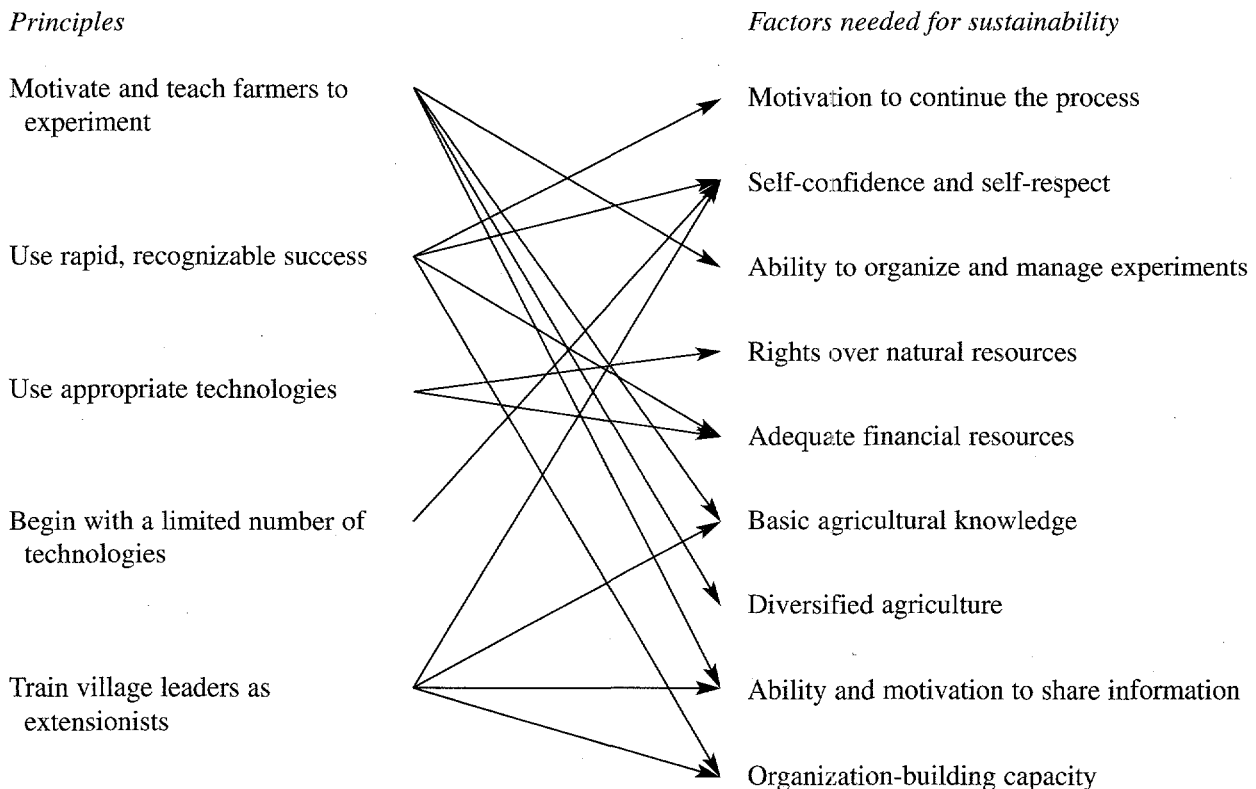 Principles
Factors needed for sustainability
Motivate and teach farmers to
experiment
Motivation to continue the process
Self-confidence and self-respect
Use rapid, recognizable success
Ability to organize and manage experiments
Rights over natural resources
Use appropriate technologies
Adequate financial resources
Begin with a limited number of
technologies
Basic agricultural knowledge
Diversified agriculture
Train village leaders as
extensionists
Ability and motivation to share information
Organization-building capacity